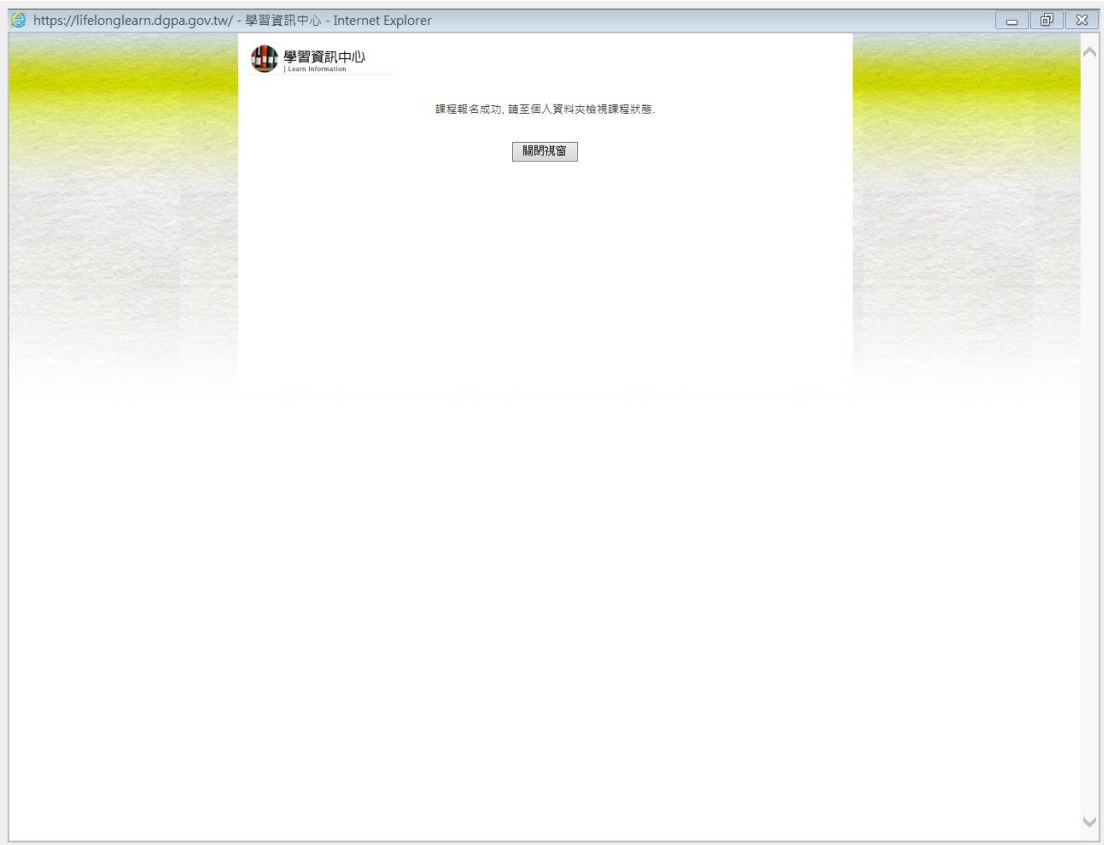 https://lifelonglearn.dgpa.gov.tw/ - 學習資訊中心 - Internet Explorer
學習資訊中心
| Learn Information
課程報名成功, 請至個人資料夾檢視課程狀態.
關閉視窗